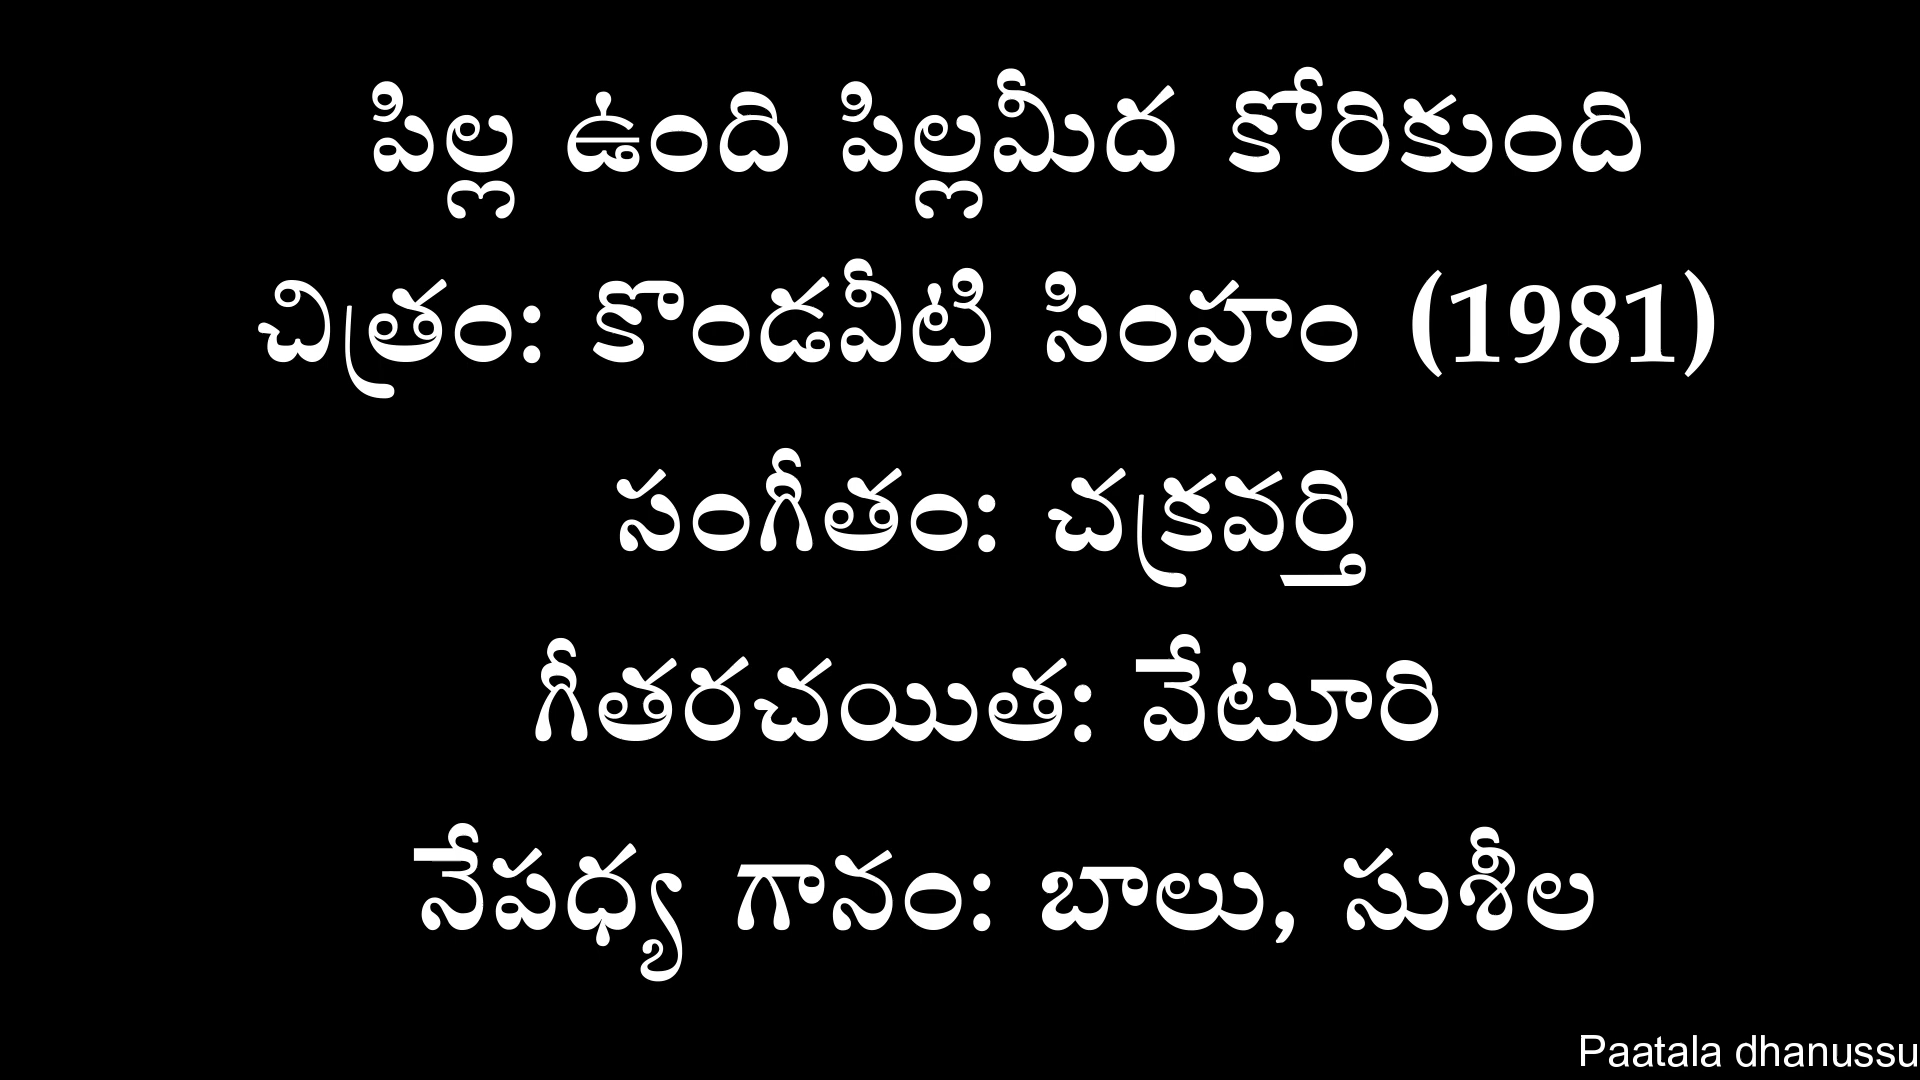 పిల్ల ఉంది పిల్లమీద కోరికుంది
చిత్రం: కొండవీటి సింహం (1981)
సంగీతం: చక్రవర్తి
గీతరచయిత: వేటూరి
నేపధ్య గానం: బాలు, సుశీల
Paatala dhanussu